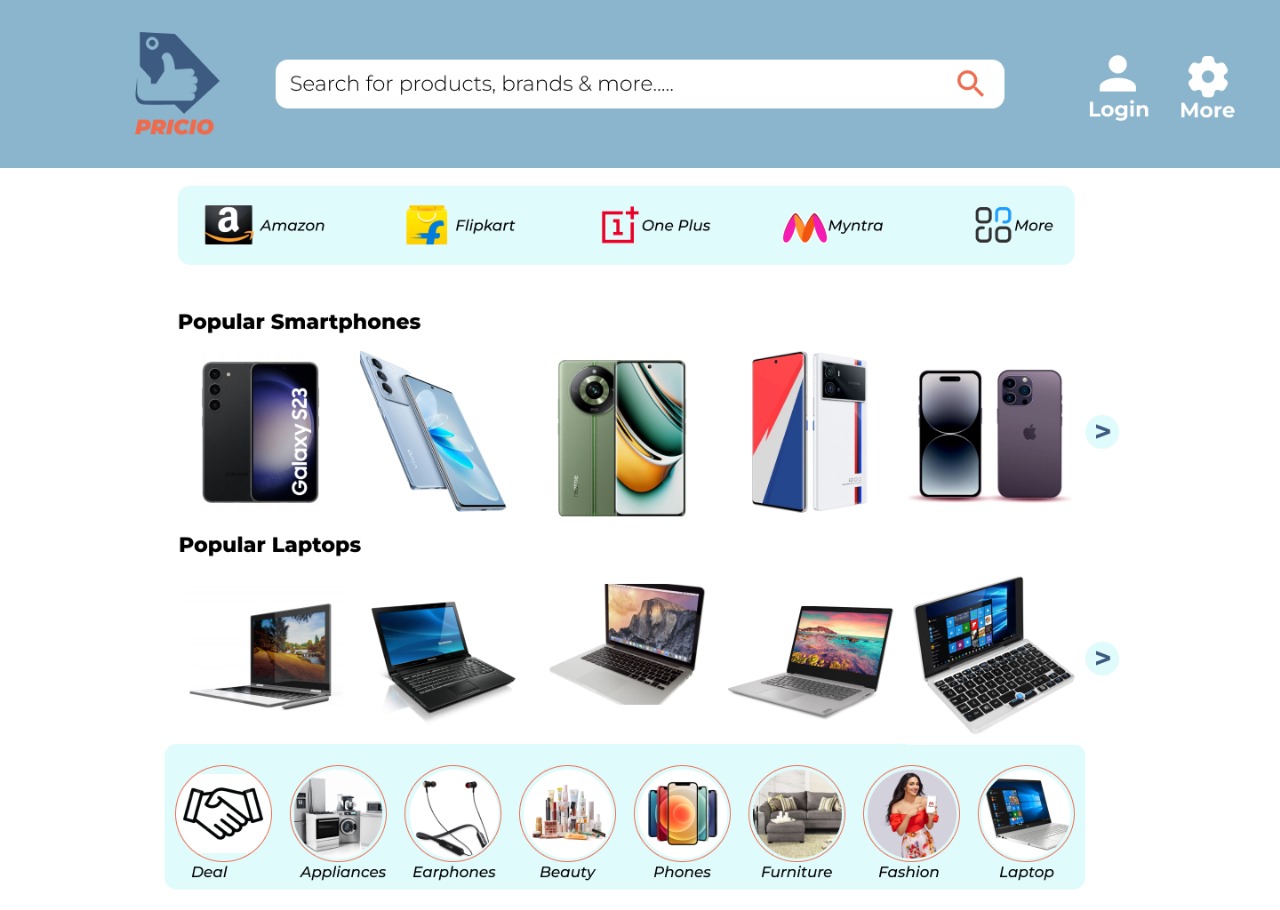 PRICIO
Search for products, brands & more.....
Login
More
Amazon
Flipkart
One Plus
Myntra
More
Popular Smartphones
Galaxy S23
>
Popular Laptops
>
Deal
Appliances
Earphones
Beauty
Phones
Furniture
Fashion
Laptop